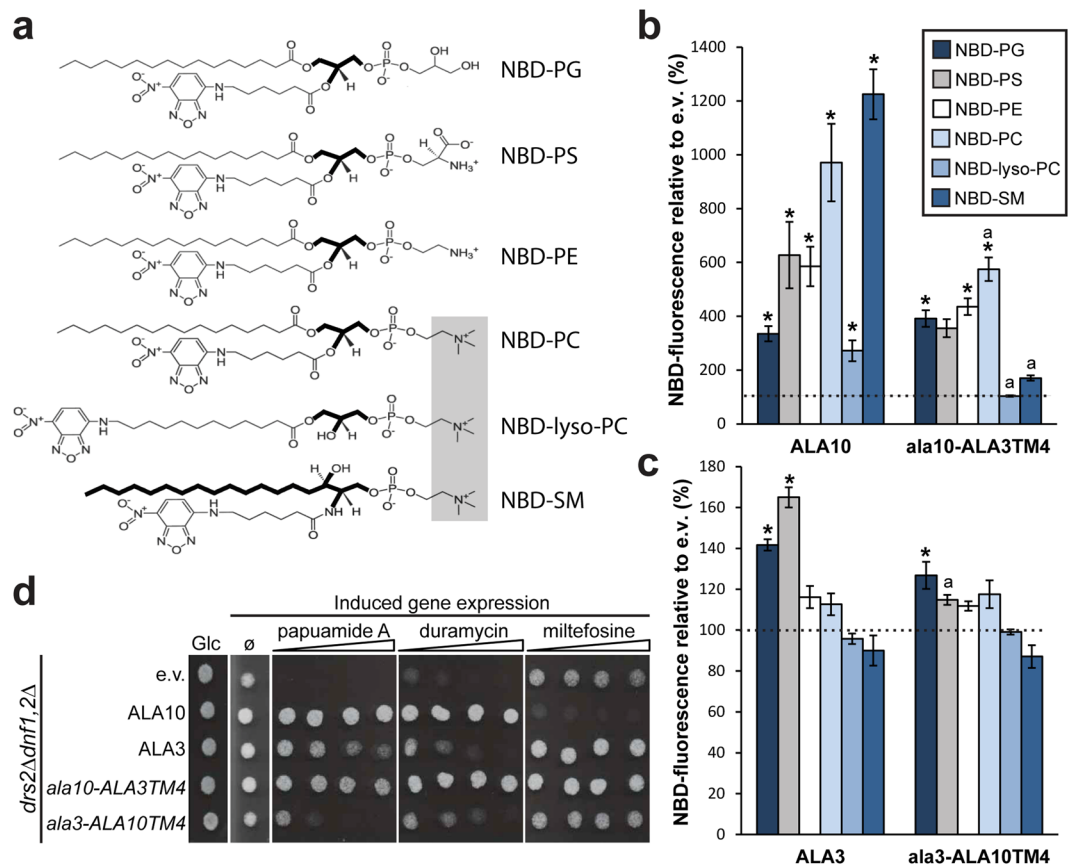 a
NBD-PG
NBD-PS
NBD-PE
NBD-PC
NBD-lyso-PC
NBD-SM
b
NBD-fluorescence relative to e.v. (%)
1400
1200
1000
800
600
400
200
0
* * * * * *
* * a * a a
NBD-PG
NBD-PS
NBD-PE
NBD-PC
NBD-lyso-PC
NBD-SM
ALA10 ala10-ALA3TM4
c
NBD-fluorescence relative to e.v. (%)
180
160
140
120
100
80
60
40
20
0
* *
* a
ALA3 ala3-ALA10TM4
d
Induced gene expression
Glc ø papuamide A duramycin miltefosine
drs2Δdnf1,2Δ
e.v.
ALA10
ALA3
ala10-ALA3TM4
ala3-ALA10TM4